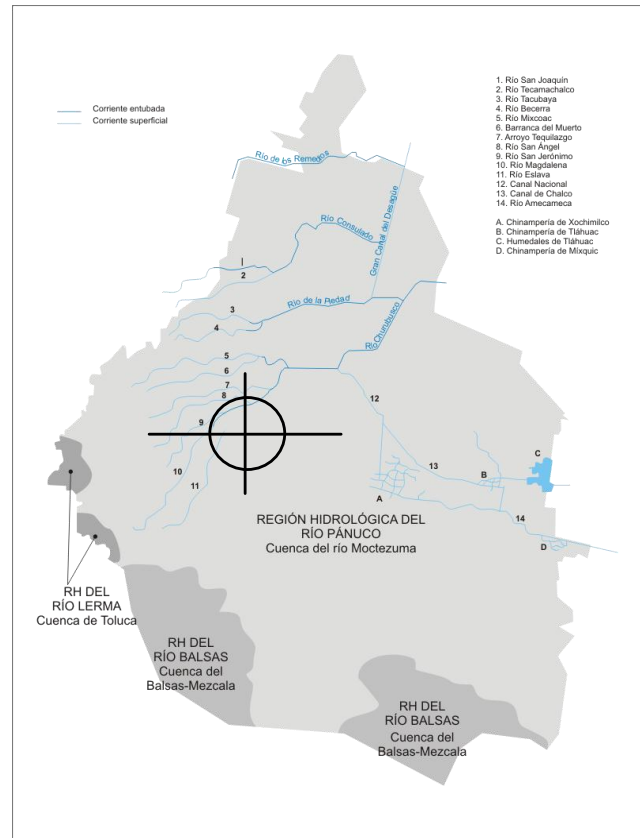 Corriente entubada
Corriente superficial
1. Río San Joaquín
2. Río Tecamachalco
3. Río Tacubaya
4. Río Becerra
5. Río Mixcoac
6. Barranca del Muerto
7. Arroyo Tequilazgo
8. Río San Ángel
9. Río San Jerónimo
10. Río Magdalena
11. Río Eslava
12. Canal Nacional
13. Canal de Chalco
14. Río Amecameca
A. Chinampería de Xochimilco
B. Chinampería de Tláhuac
C. Humedales de Tláhuac
D. Chinampería de Míxquic
Río de los Remedos
Río Consulado
Gran Canal del Desagüe
1
2
Río de la Piedad
3
4
Río Churubusco
5
6
7
8
9
10
11
12
13
14
A
B
C
D
REGIÓN HIDROLÓGICA DEL
RÍO PÁNUCO
Cuenca del río Moctezuma
RH DEL
RÍO LERMA
Cuenca de Toluca
RH DEL
RÍO BALSAS
Cuenca del
Balsas-Mezcala
RH DEL
RÍO BALSAS
Cuenca del
Balsas-Mezcala